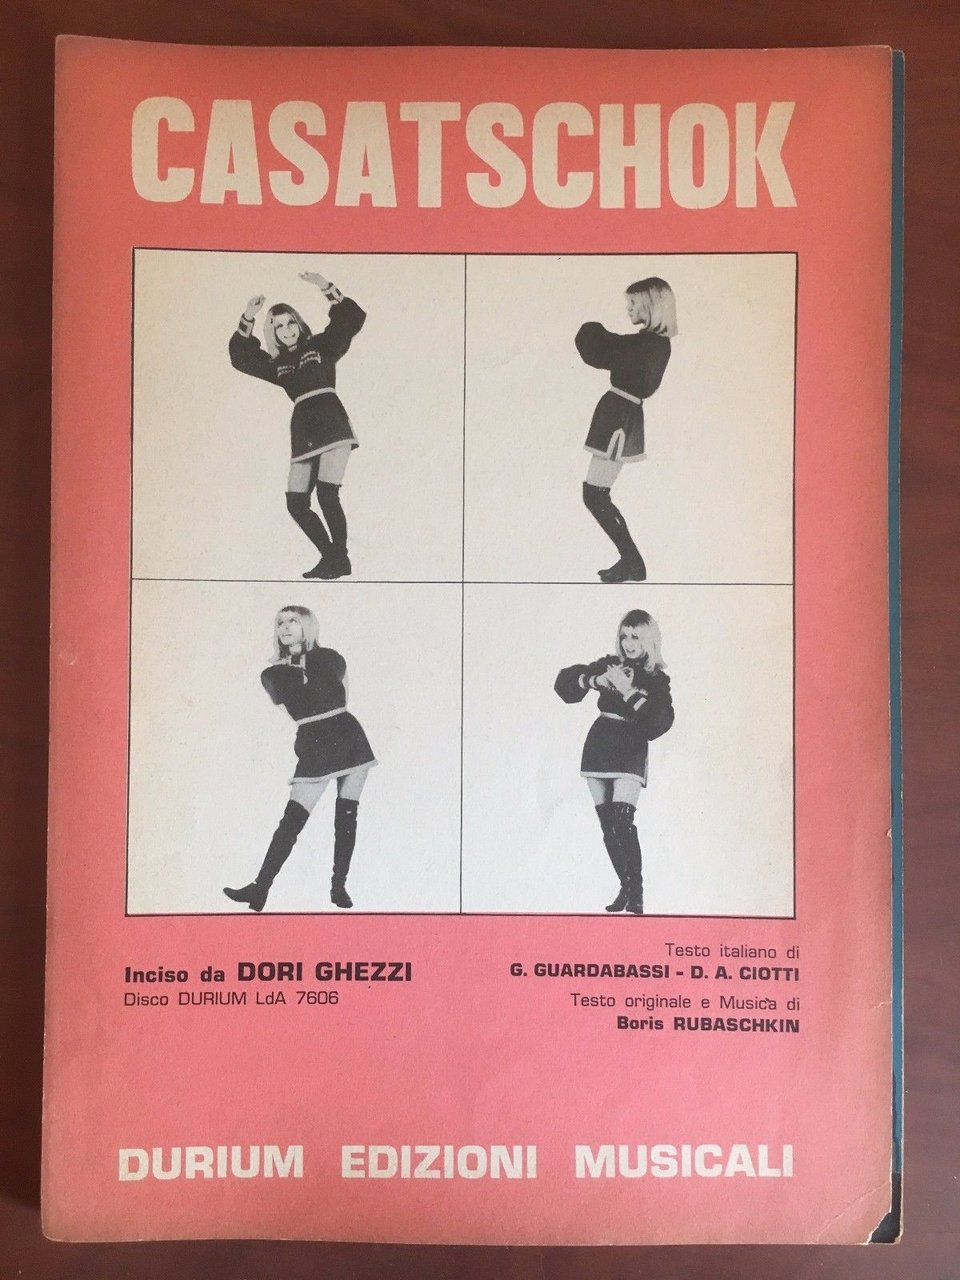 CASATSCHOK
Inciso da DORI GHEZZI
Disco DURIUM LdA 7606
Testo italiano di
G. GUARDABASSI - D. A. CIOTTI
Testo originale e Musica di
Boris RUBASCHKIN
DURIUM EDIZIONI MUSICALI